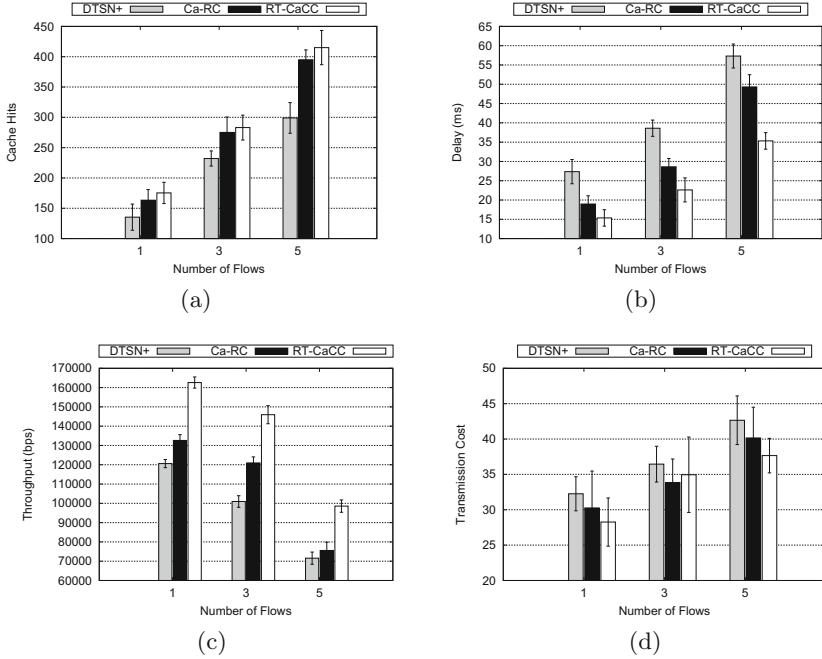 DTSN+ Ca-RC RT-CaCC
450
400
350
300
250
200
150
100
Cache Hits
1 3 5
Number of Flows
(a)
DTSN+ Ca-RC RT-CaCC
65
60
55
50
45
40
35
30
25
20
15
10
Delay (ms)
1 3 5
Number of Flows
(b)
DTSN+ Ca-RC RT-CaCC
170000
160000
150000
140000
130000
120000
110000
100000
90000
80000
70000
60000
Throughput (bps)
1 3 5
Number of Flows
(c)
DTSN+ Ca-RC RT-CaCC
50
45
40
35
30
25
20
Transmission Cost
1 3 5
Number of Flows
(d)